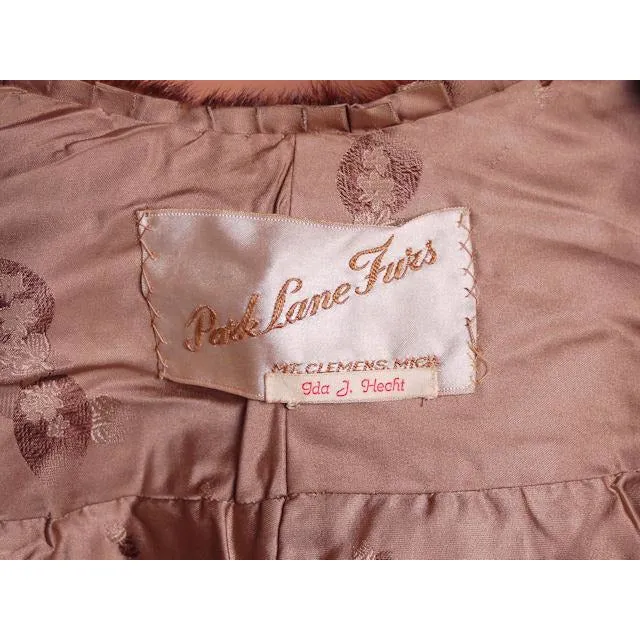 Park Lane Furs
MT. CLEMENS, MICH.
Ida J. Hecht